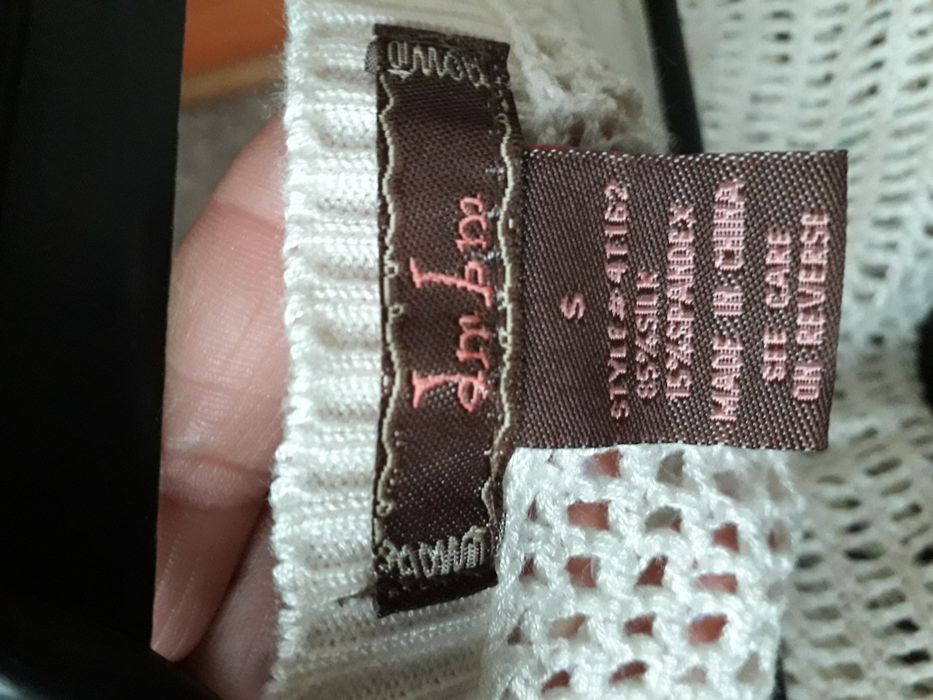 S
STYLE#41162
85%SILK
15%SPANDEX
MADE IN CHINA
SEE CARE
ON REVERSE